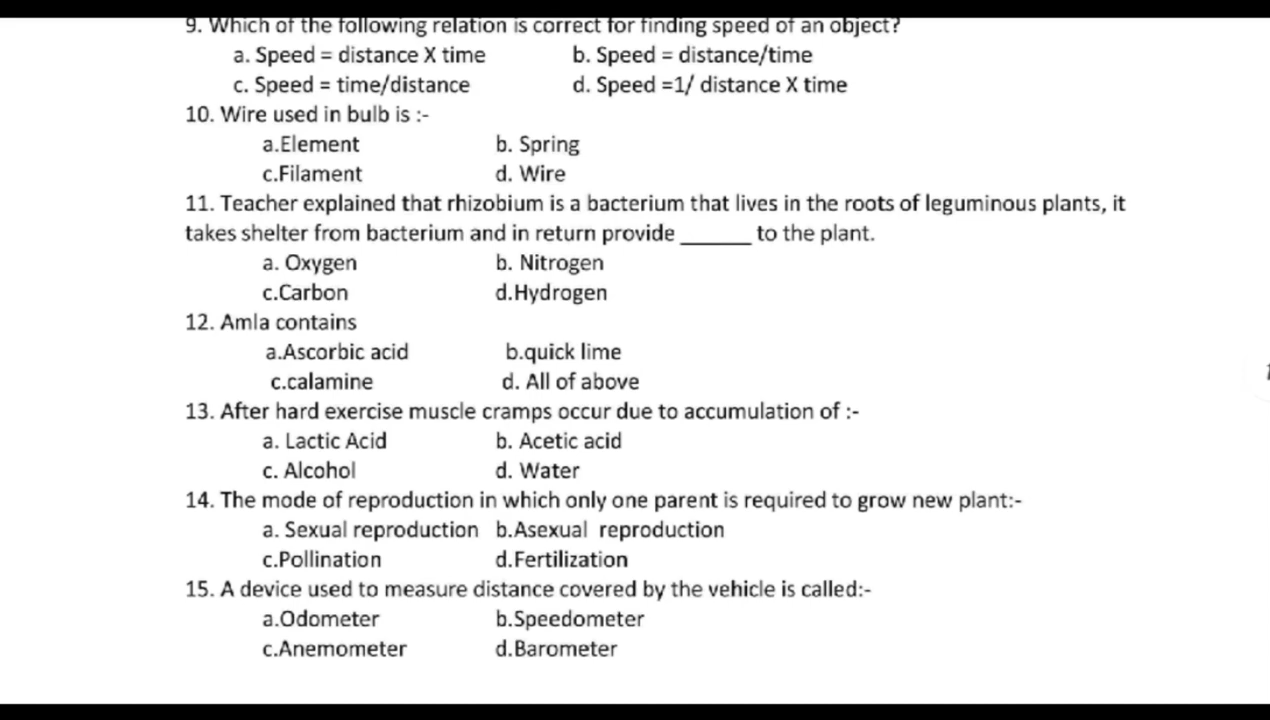 9. Which of the following relation is correct for finding speed of an object?
a. Speed = distance X time b. Speed = distance/time
c. Speed = time/distance d. Speed =1/ distance X time
10. Wire used in bulb is :-
a.Element b. Spring
c.Filament d. Wire
11. Teacher explained that rhizobium is a bacterium that lives in the roots of leguminous plants, it
takes shelter from bacterium and in return provide ______ to the plant.
a. Oxygen b. Nitrogen
c.Carbon d.Hydrogen
12. Amla contains
a.Ascorbic acid b.quick lime
c.calamine d. All of above
13. After hard exercise muscle cramps occur due to accumulation of :-
a. Lactic Acid b. Acetic acid
c. Alcohol d. Water
14. The mode of reproduction in which only one parent is required to grow new plant:-
a. Sexual reproduction b.Asexual reproduction
c.Pollination d.Fertilization
15. A device used to measure distance covered by the vehicle is called:-
a.Odometer b.Speedometer
c.Anemometer d.Barometer